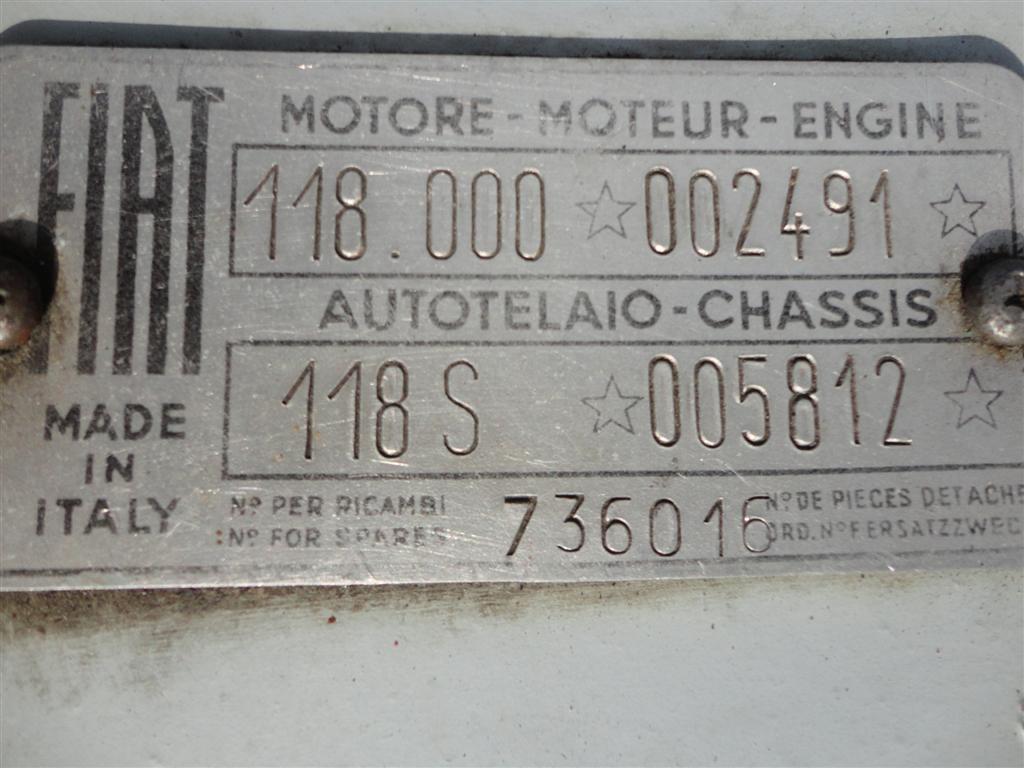 FIAT
MADE
IN
ITALY
MOTORE - MOTEUR - ENGINE
118.000 ☆ 002491 ☆
AUTOTELAIO - CHASSIS
118 S ☆ 005812 ☆
Nº PER RICAMBI
Nº FOR SPARES
736016
Nº DE PIECES DETACHE
ORD. Nº F ERSATZZWEC